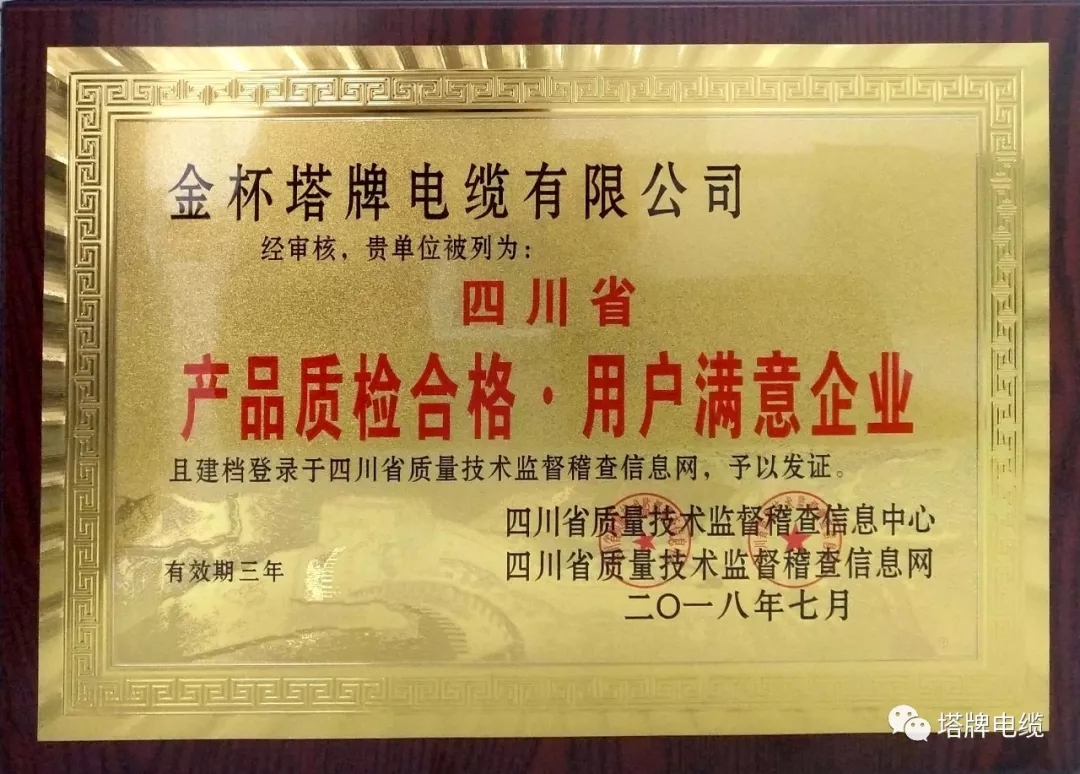 金杯塔牌电缆有限公司
经审核，贵单位被列为：
四川省
产品质检合格·用户满意企业
且建档登录于四川省质量技术监督稽查信息网，予以发证。
四川省质量技术监督稽查信息中心
有效期三年
四川省质量技术监督稽查信息网
二〇一八年七月
塔牌电缆